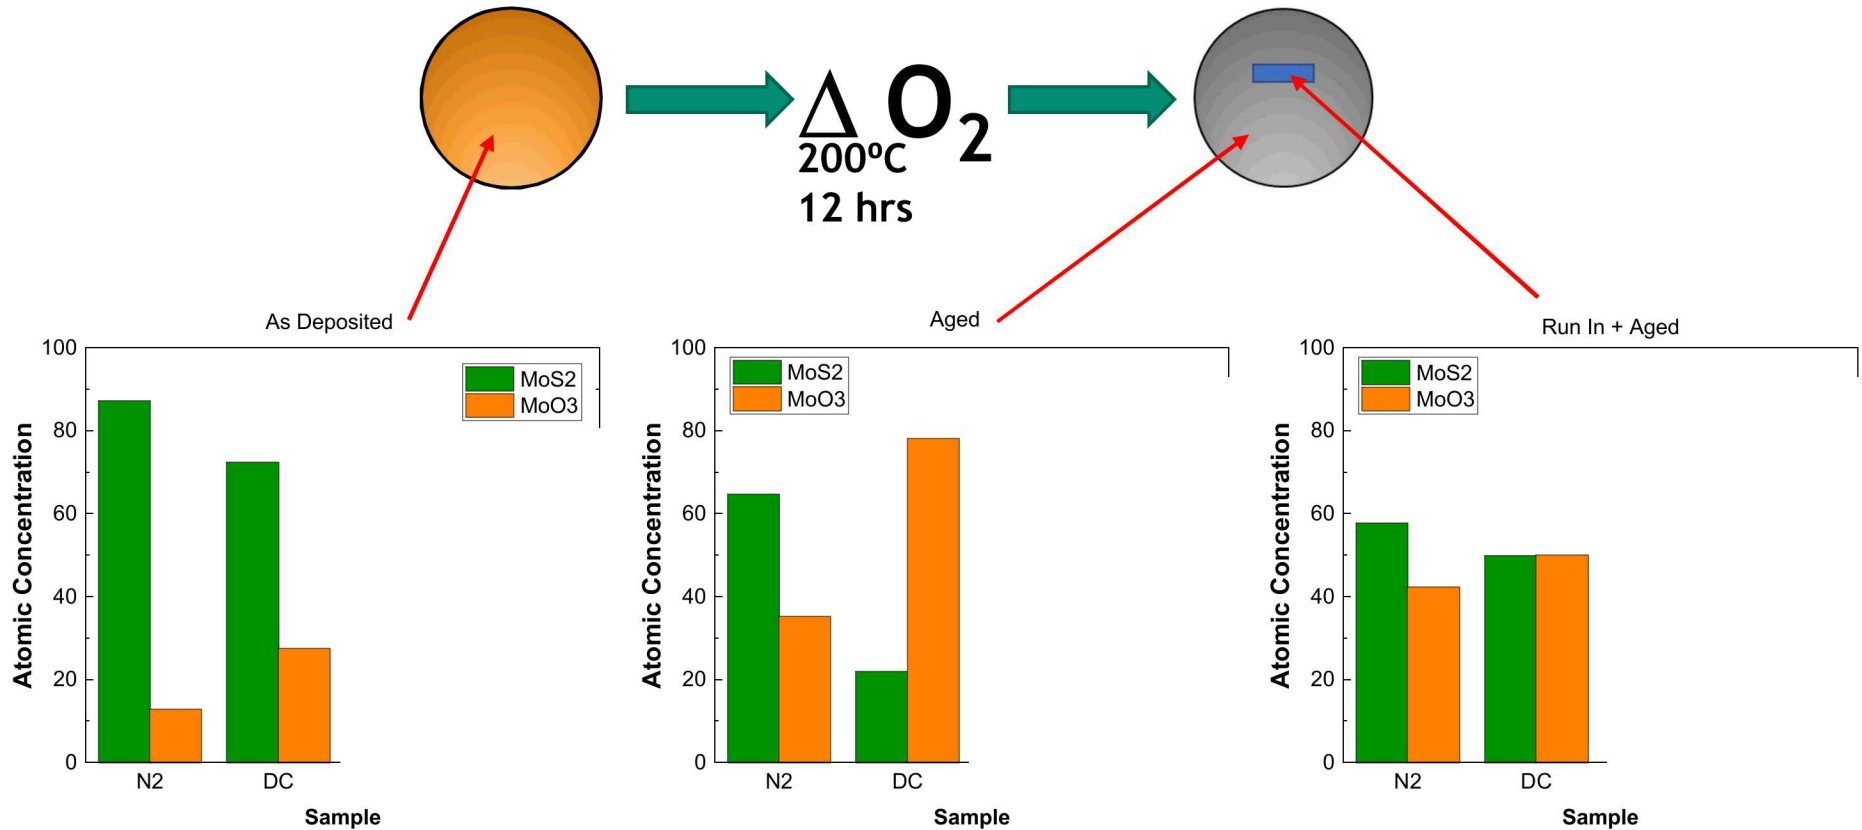 Δ O2
200ºC
12 hrs
As Deposited
Aged
Run In + Aged
100
80
60
40
20
0
Atomic Concentration
MoS2
MoO3
N2
DC
Sample
100
80
60
40
20
0
Atomic Concentration
MoS2
MoO3
N2
DC
Sample
100
80
60
40
20
0
Atomic Concentration
MoS2
MoO3
N2
DC
Sample